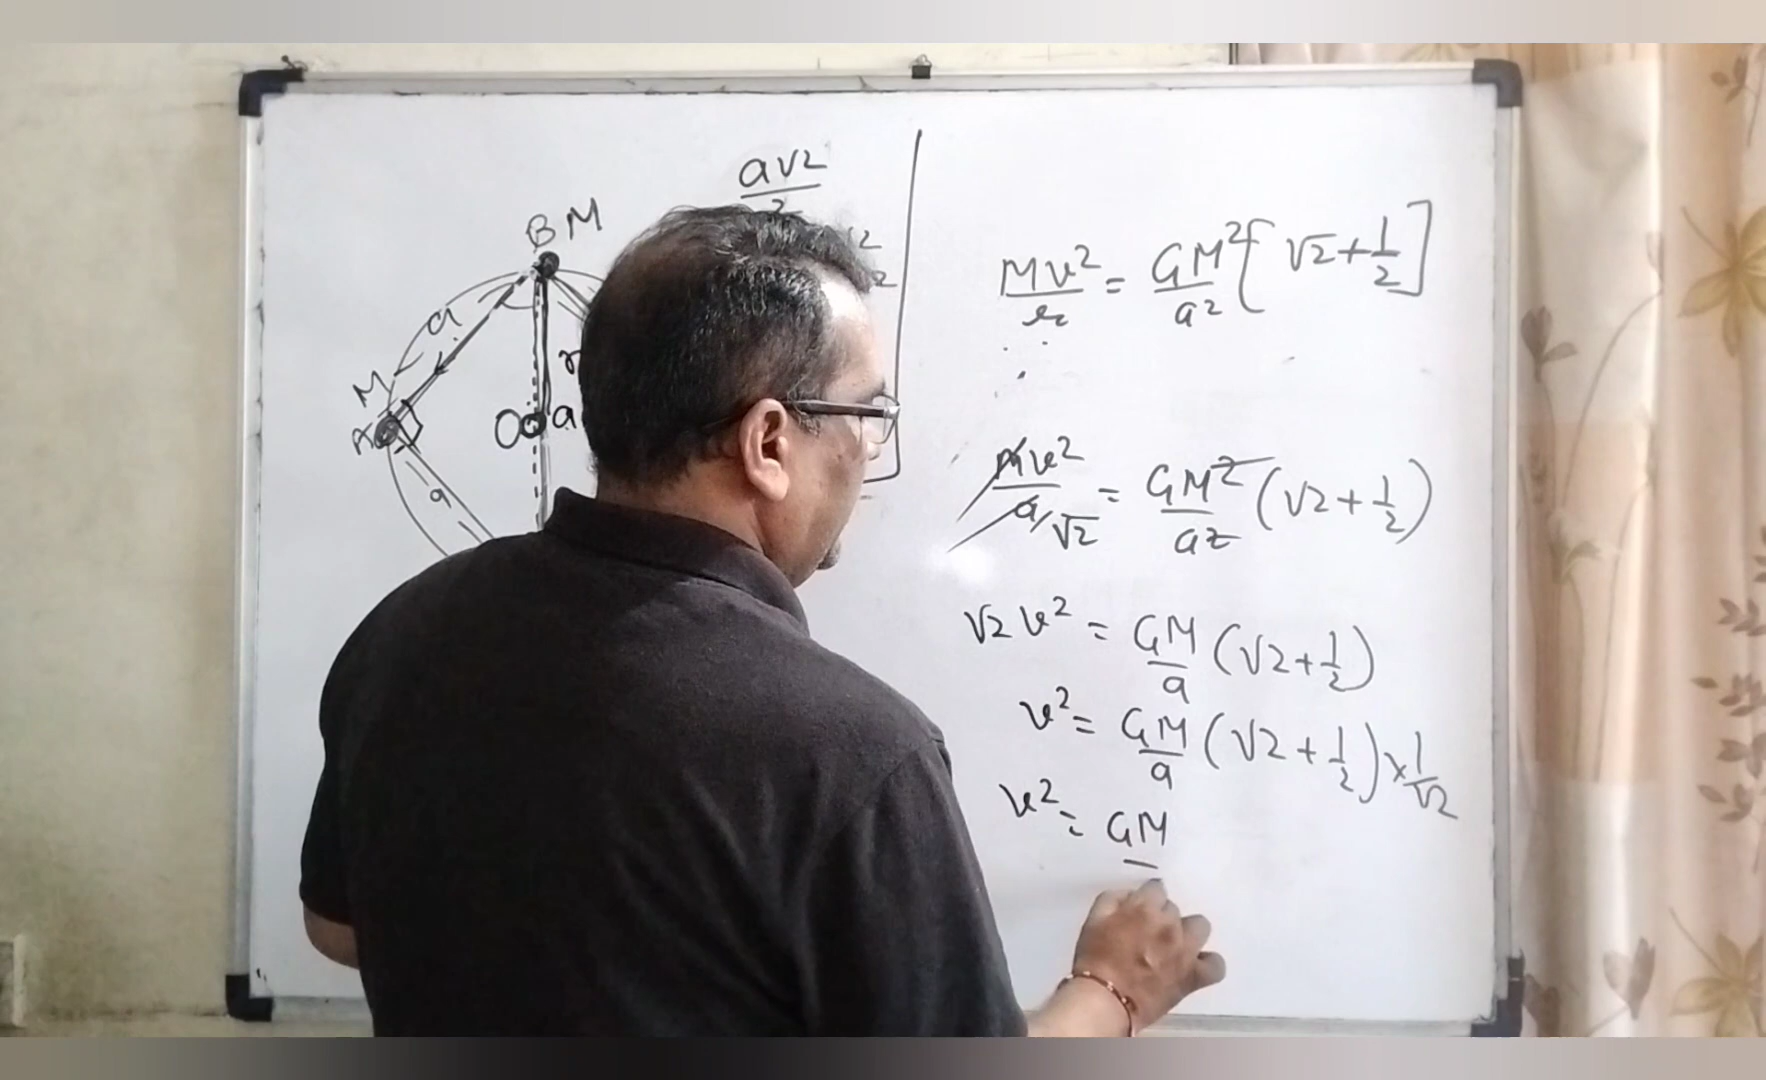 a√2
2
B M
a
M
A
O
a
r
a
Mv²/r = GM²/a² [√2 + 1/2]
Mv²/a/√2 = GM²/a² (√2 + 1/2)
√2 v² = GM/a (√2 + 1/2)
v² = GM/a (√2 + 1/2) × 1/√2
v² = GM